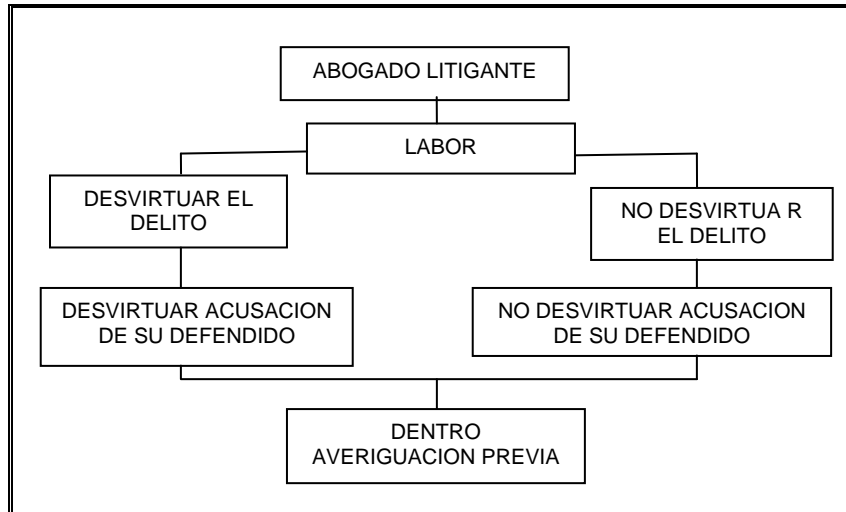 ABOGADO LITIGANTE
LABOR
DESVIRTUAR EL
DELITO
NO DESVIRTUA R
EL DELITO
DESVIRTUAR ACUSACION
DE SU DEFENDIDO
NO DESVIRTUAR ACUSACION
DE SU DEFENDIDO
DENTRO
AVERIGUACION PREVIA